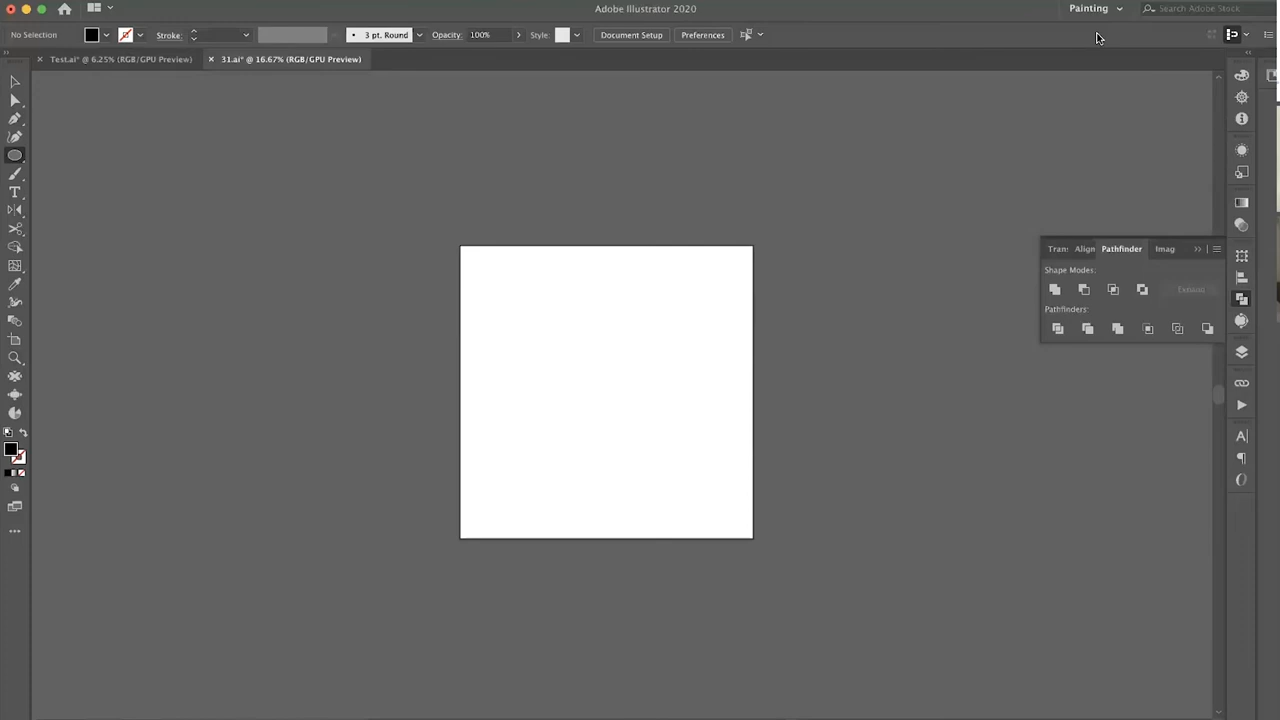 Adobe Illustrator 2020
Painting
Search Adobe Stock
No Selection
Stroke:
3 pt. Round
Opacity:
100%
Style:
Document Setup
Preferences
Test.ai* @ 6.25% (RGB/GPU Preview)
31.ai* @ 16.67% (RGB/GPU Preview)
Tran:
Align
Pathfinder
Imag
Shape Modes:
Expand
Pathfinders: